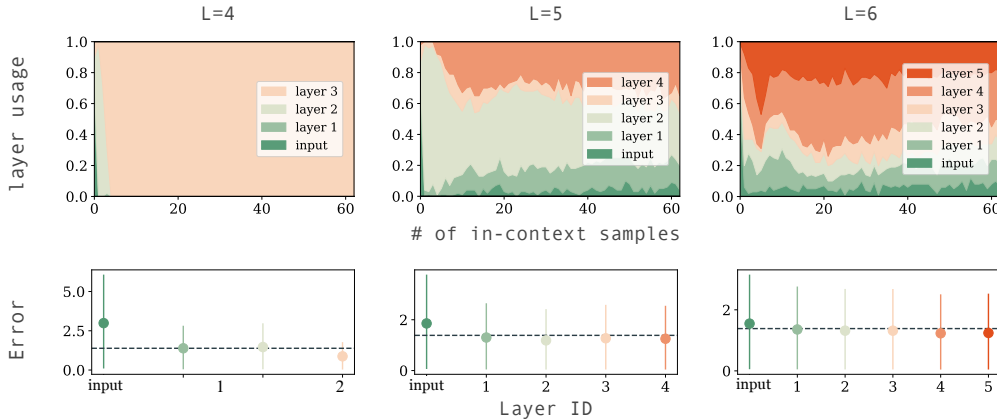 L=4 L=5 L=6
layer usage
1.0 0.8 0.6 0.4 0.2 0.0
layer 3
layer 2
layer 1
input
0 20 40 60
1.0 0.8 0.6 0.4 0.2 0.0
layer 4
layer 3
layer 2
layer 1
input
0 20 40 60
1.0 0.8 0.6 0.4 0.2 0.0
layer 5
layer 4
layer 3
layer 2
layer 1
input
0 20 40 60
# of in-context samples
Error
5.0 2.5 0.0
input 1 2
2 0
input 1 2 3 4
2 0
input 1 2 3 4 5
Layer ID